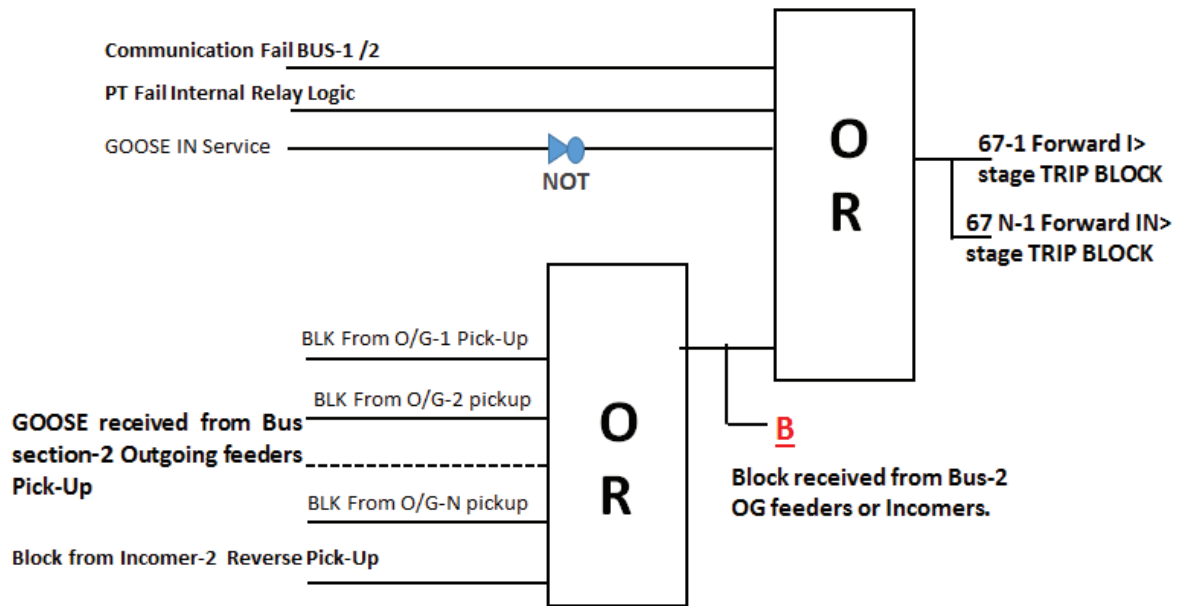 Communication Fail BUS-1 /2
PT Fail Internal Relay Logic
GOOSE IN Service
NOT
O
R
67-1 Forward I>
stage TRIP BLOCK
67 N-1 Forward IN>
stage TRIP BLOCK
BLK From O/G-1 Pick-Up
BLK From O/G-2 pickup
GOOSE received from Bus
section-2 Outgoing feeders
Pick-Up
BLK From O/G-N pickup
Block from Incomer-2 Reverse Pick-Up
O
R
B
Block received from Bus-2
OG feeders or Incomers.